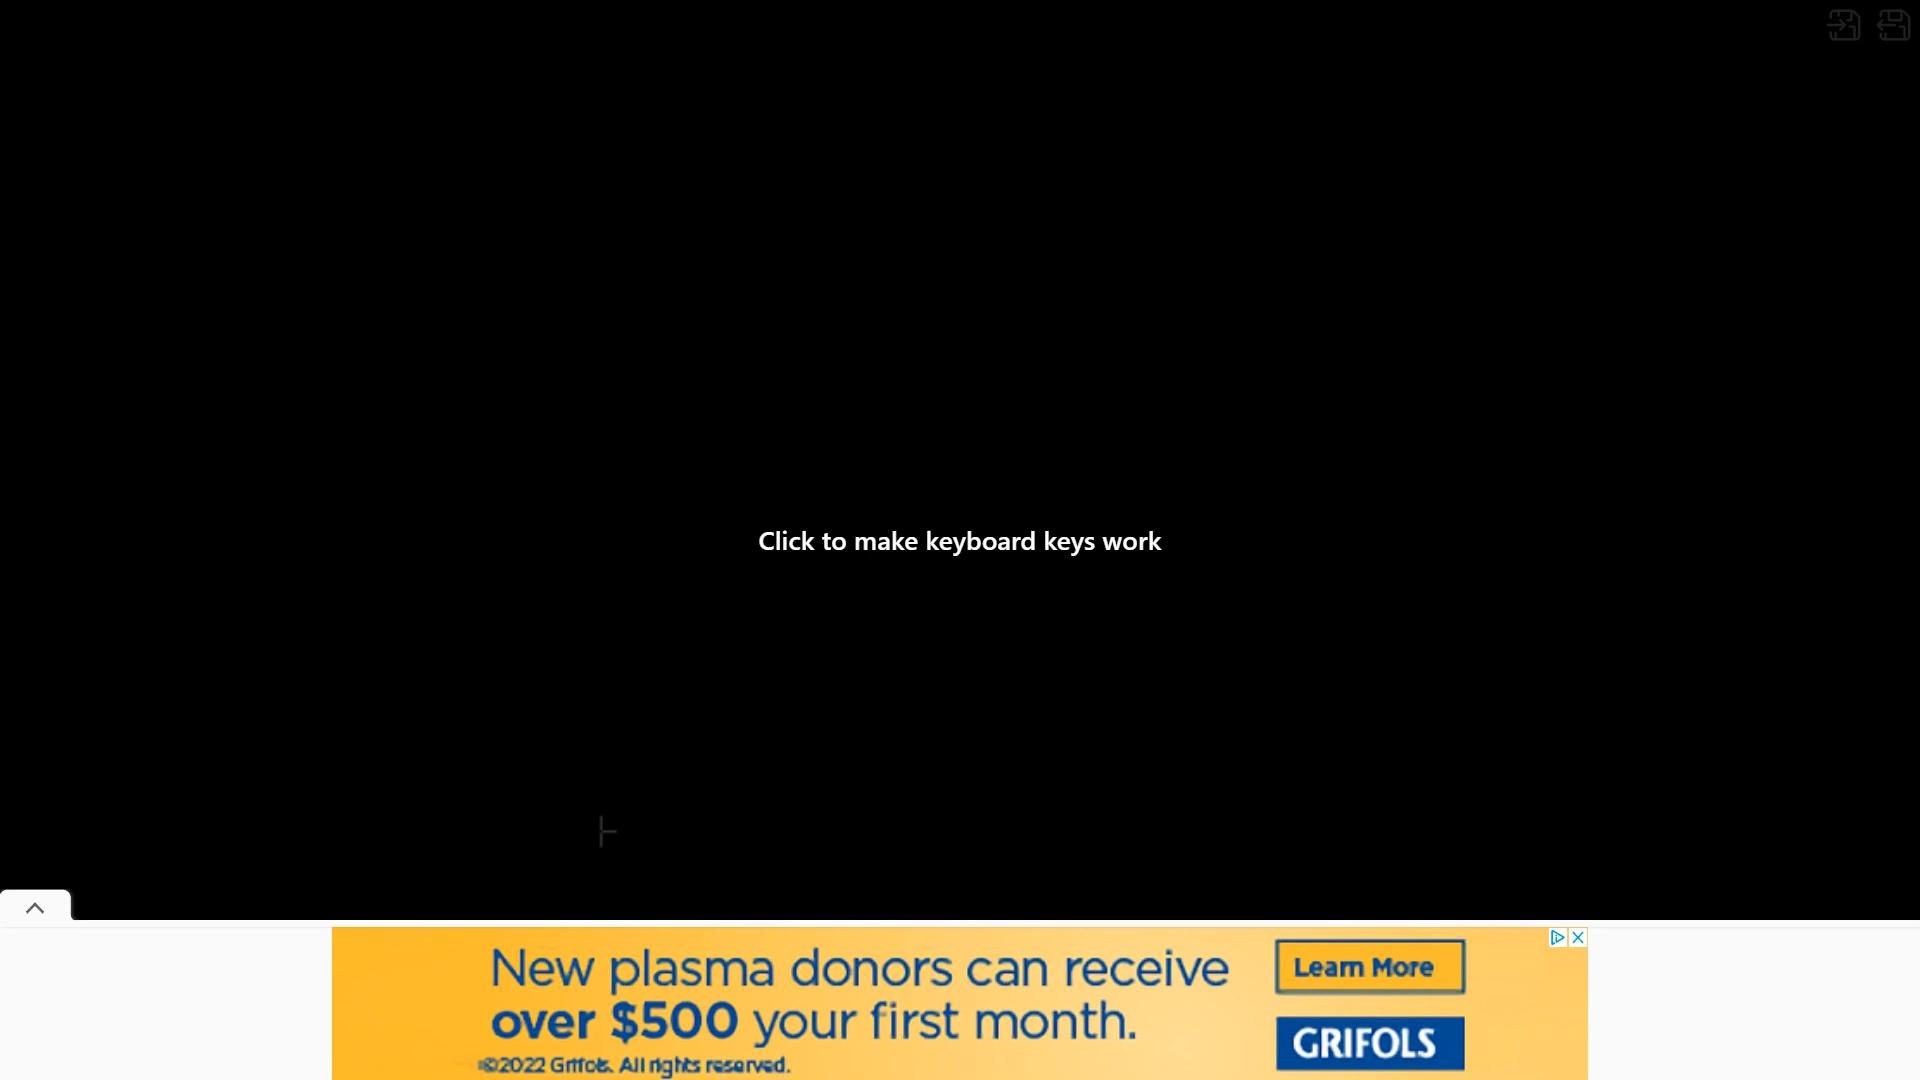 Click to make keyboard keys work
New plasma donors can receive
over $500 your first month.
©2022 Grifols. All rights reserved.
Learn More
GRIFOLS